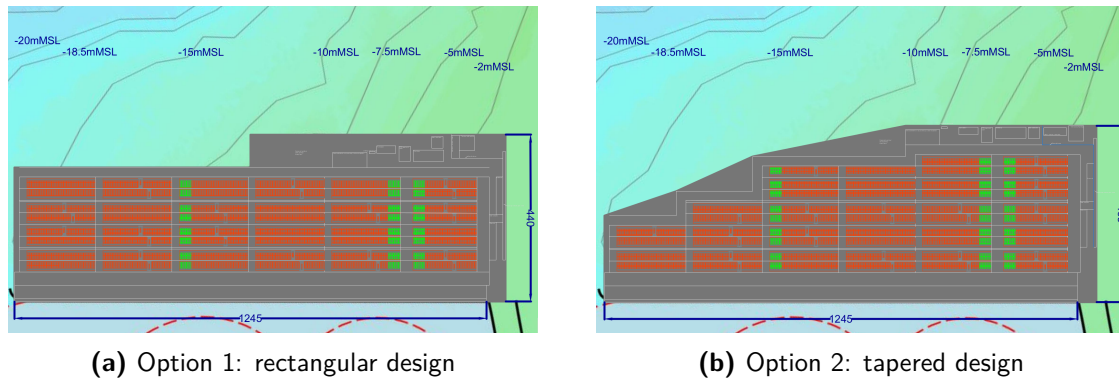 -20mMSL
-18.5mMSL
-15mMSL
-10mMSL
-7.5mMSL
-5mMSL
-2mMSL
440
1245
(a) Option 1: rectangular design
-20mMSL
-18.5mMSL
-15mMSL
-10mMSL
-7.5mMSL
-5mMSL
-2mMSL
1245
(b) Option 2: tapered design